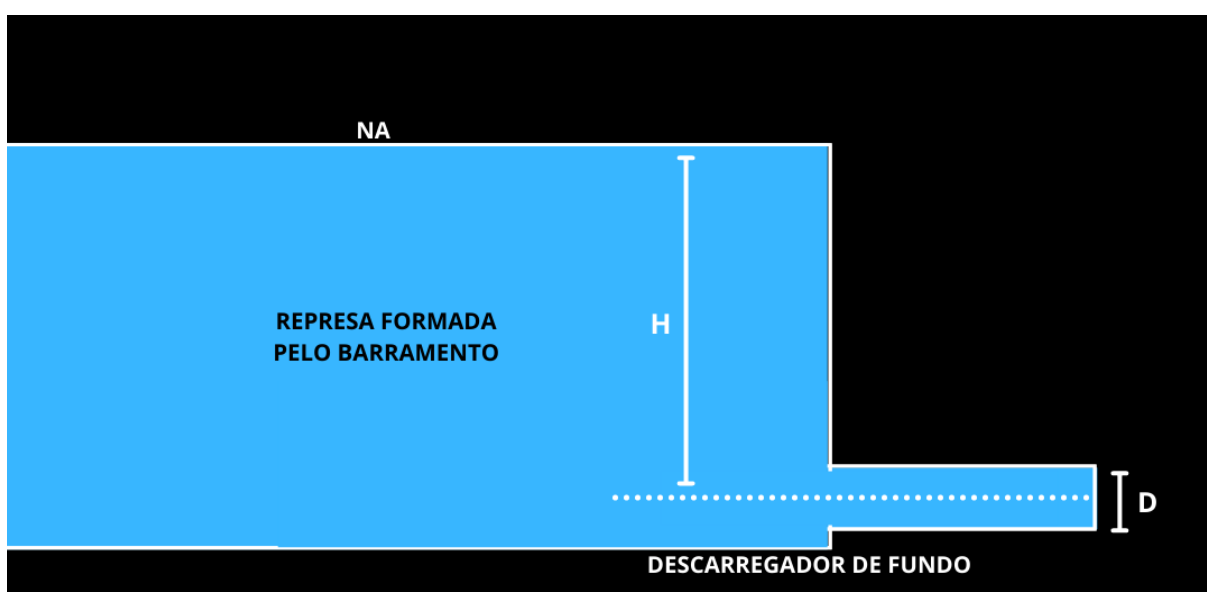 NA
REPRESA FORMADA
PELO BARRAMENTO
H
D
DESCARREGADOR DE FUNDO